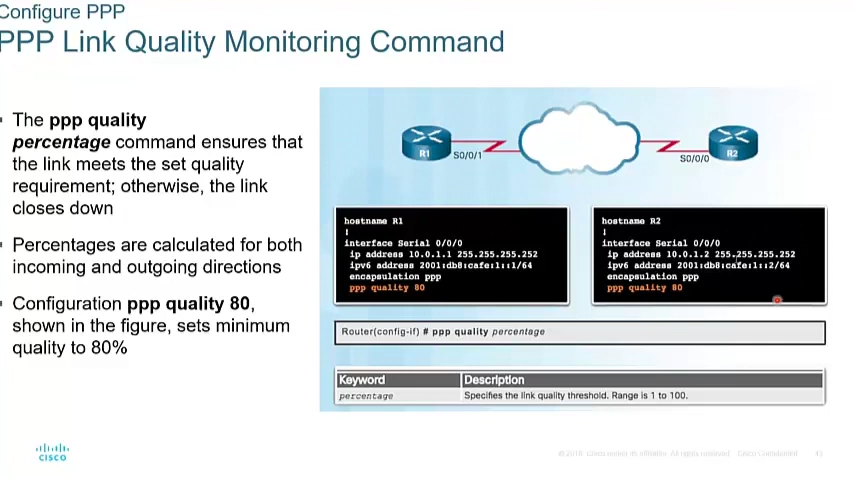 Configure PPP
PPP Link Quality Monitoring Command
The ppp quality
percentage command ensures that
the link meets the set quality
requirement; otherwise, the link
closes down
Percentages are calculated for both
incoming and outgoing directions
Configuration ppp quality 80,
shown in the figure, sets minimum
quality to 80%
R1
S0/0/1
S0/0/0
R2
hostname R1
!
interface Serial 0/0/0
ip address 10.0.1.1 255.255.255.252
ipv6 address 2001:db8:cafe:1::1/64
encapsulation ppp
ppp quality 80
hostname R2
!
interface Serial 0/0/0
ip address 10.0.1.2 255.255.255.252
ipv6 address 2001:db8:cafe:1::2/64
encapsulation ppp
ppp quality 80
Router(config-if) # ppp quality percentage
Keyword Description
percentage Specifies the link quality threshold. Range is 1 to 100.
CISCO
its affiliates. All rights reserved. Cisco Confidential